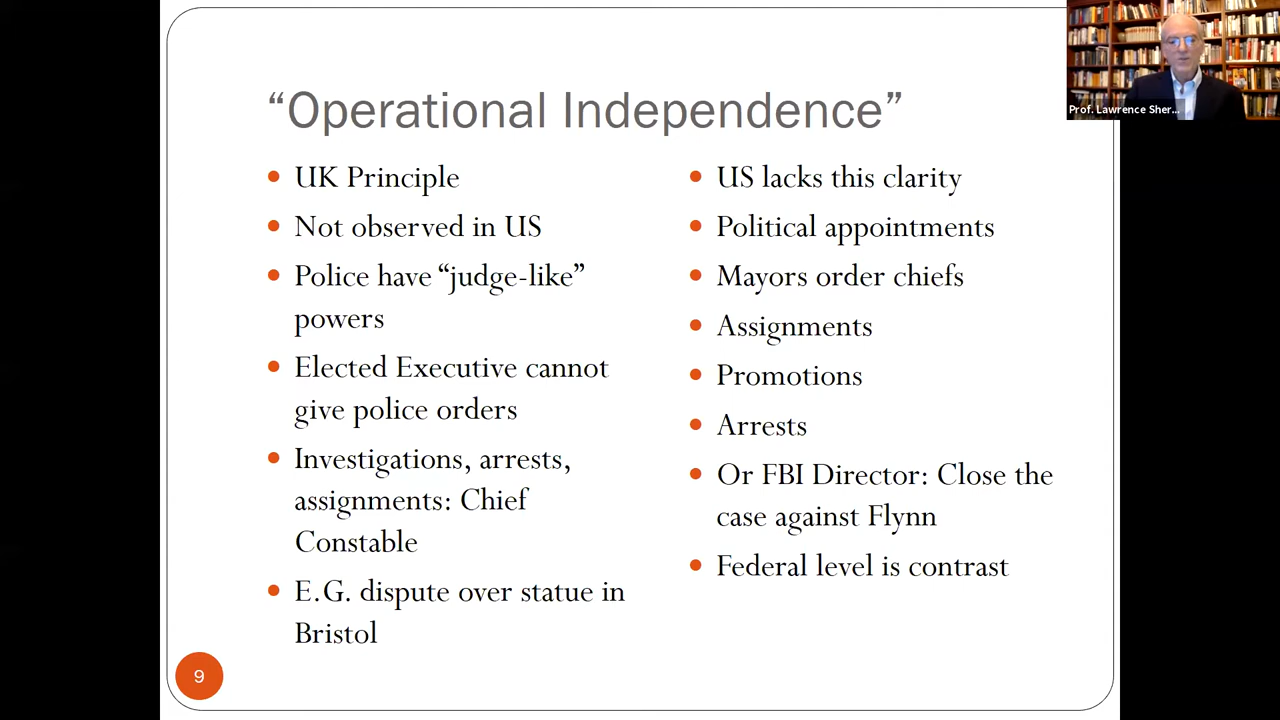 “Operational Independence”
UK Principle
Not observed in US
Police have “judge-like”
powers
Elected Executive cannot
give police orders
Investigations, arrests,
assignments: Chief
Constable
E.G. dispute over statue in
Bristol
US lacks this clarity
Political appointments
Mayors order chiefs
Assignments
Promotions
Arrests
Or FBI Director: Close the
case against Flynn
Federal level is contrast
9
Prof. Lawrence Sher...